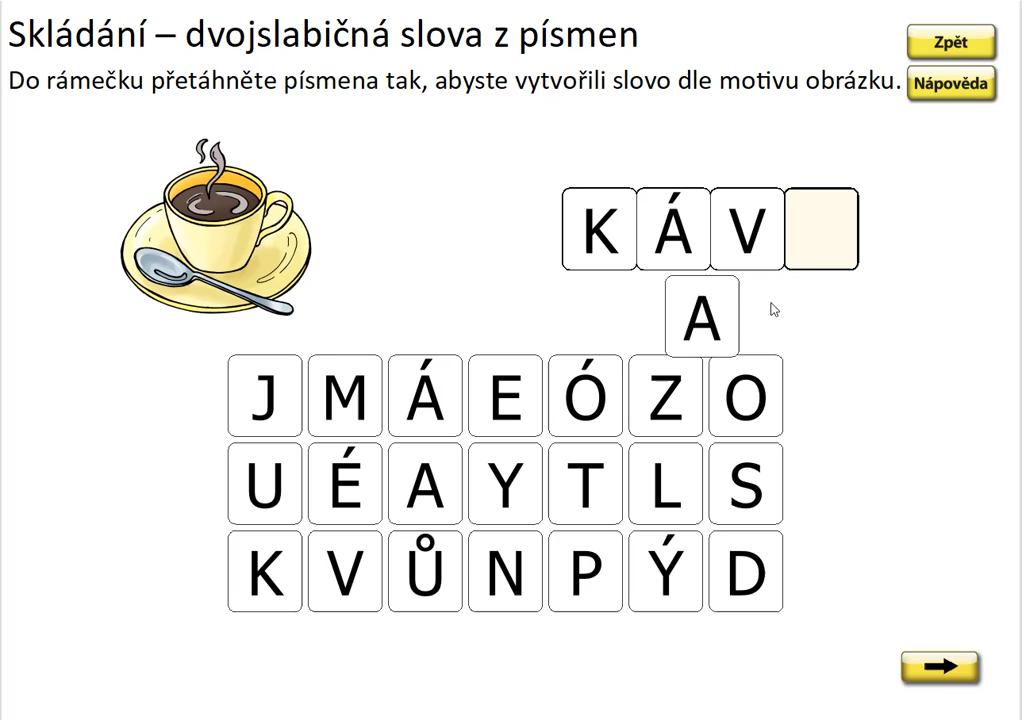 Skládání – dvojslabičná slova z písmen
Zpět
Do rámečku přetáhněte písmena tak, abyste vytvořili slovo dle motivu obrázku.
Nápověda
K Á V
A
J M Á E Ó Z O
U É A Y T L S
K V Ů N P Ý D